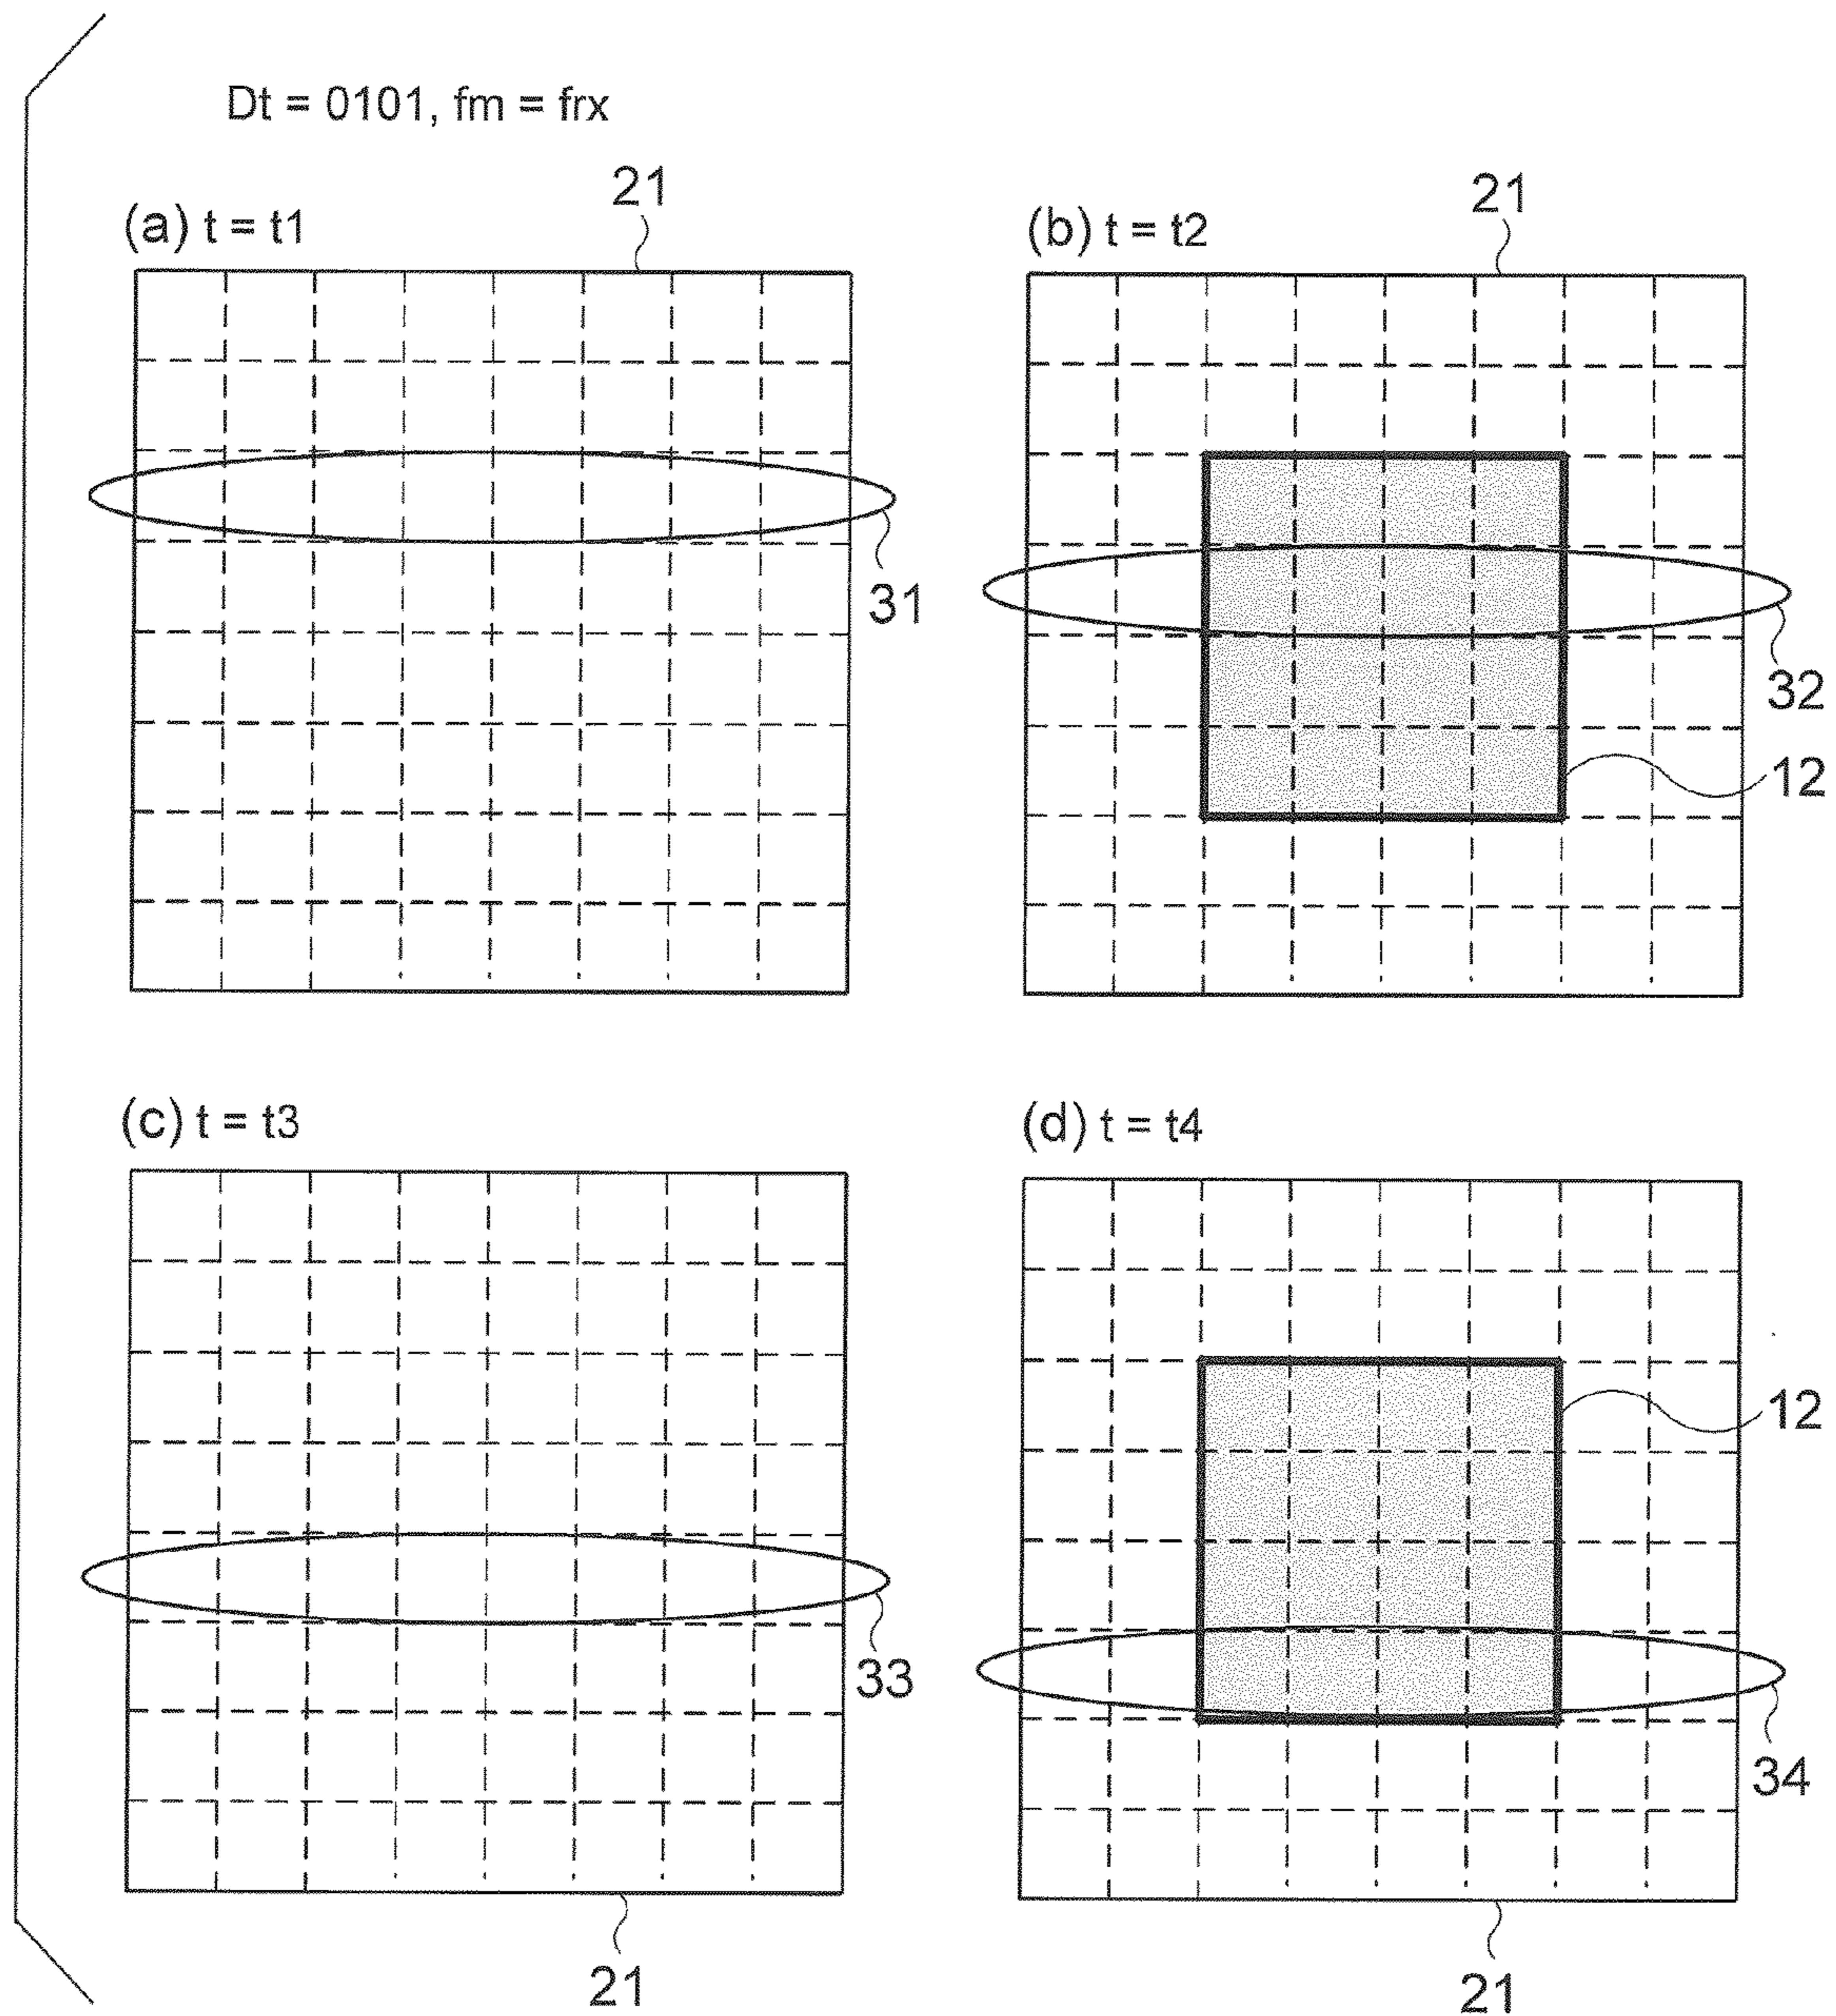 Dt = 0101, fm = frx
21
(a) t = t1
21
(b) t = t2
31
32
12
(c) t = t3
(d) t = t4
12
33
34
21
21